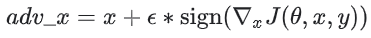 adv_x = x + ϵ * sign(∇ₓJ(θ, x, y))